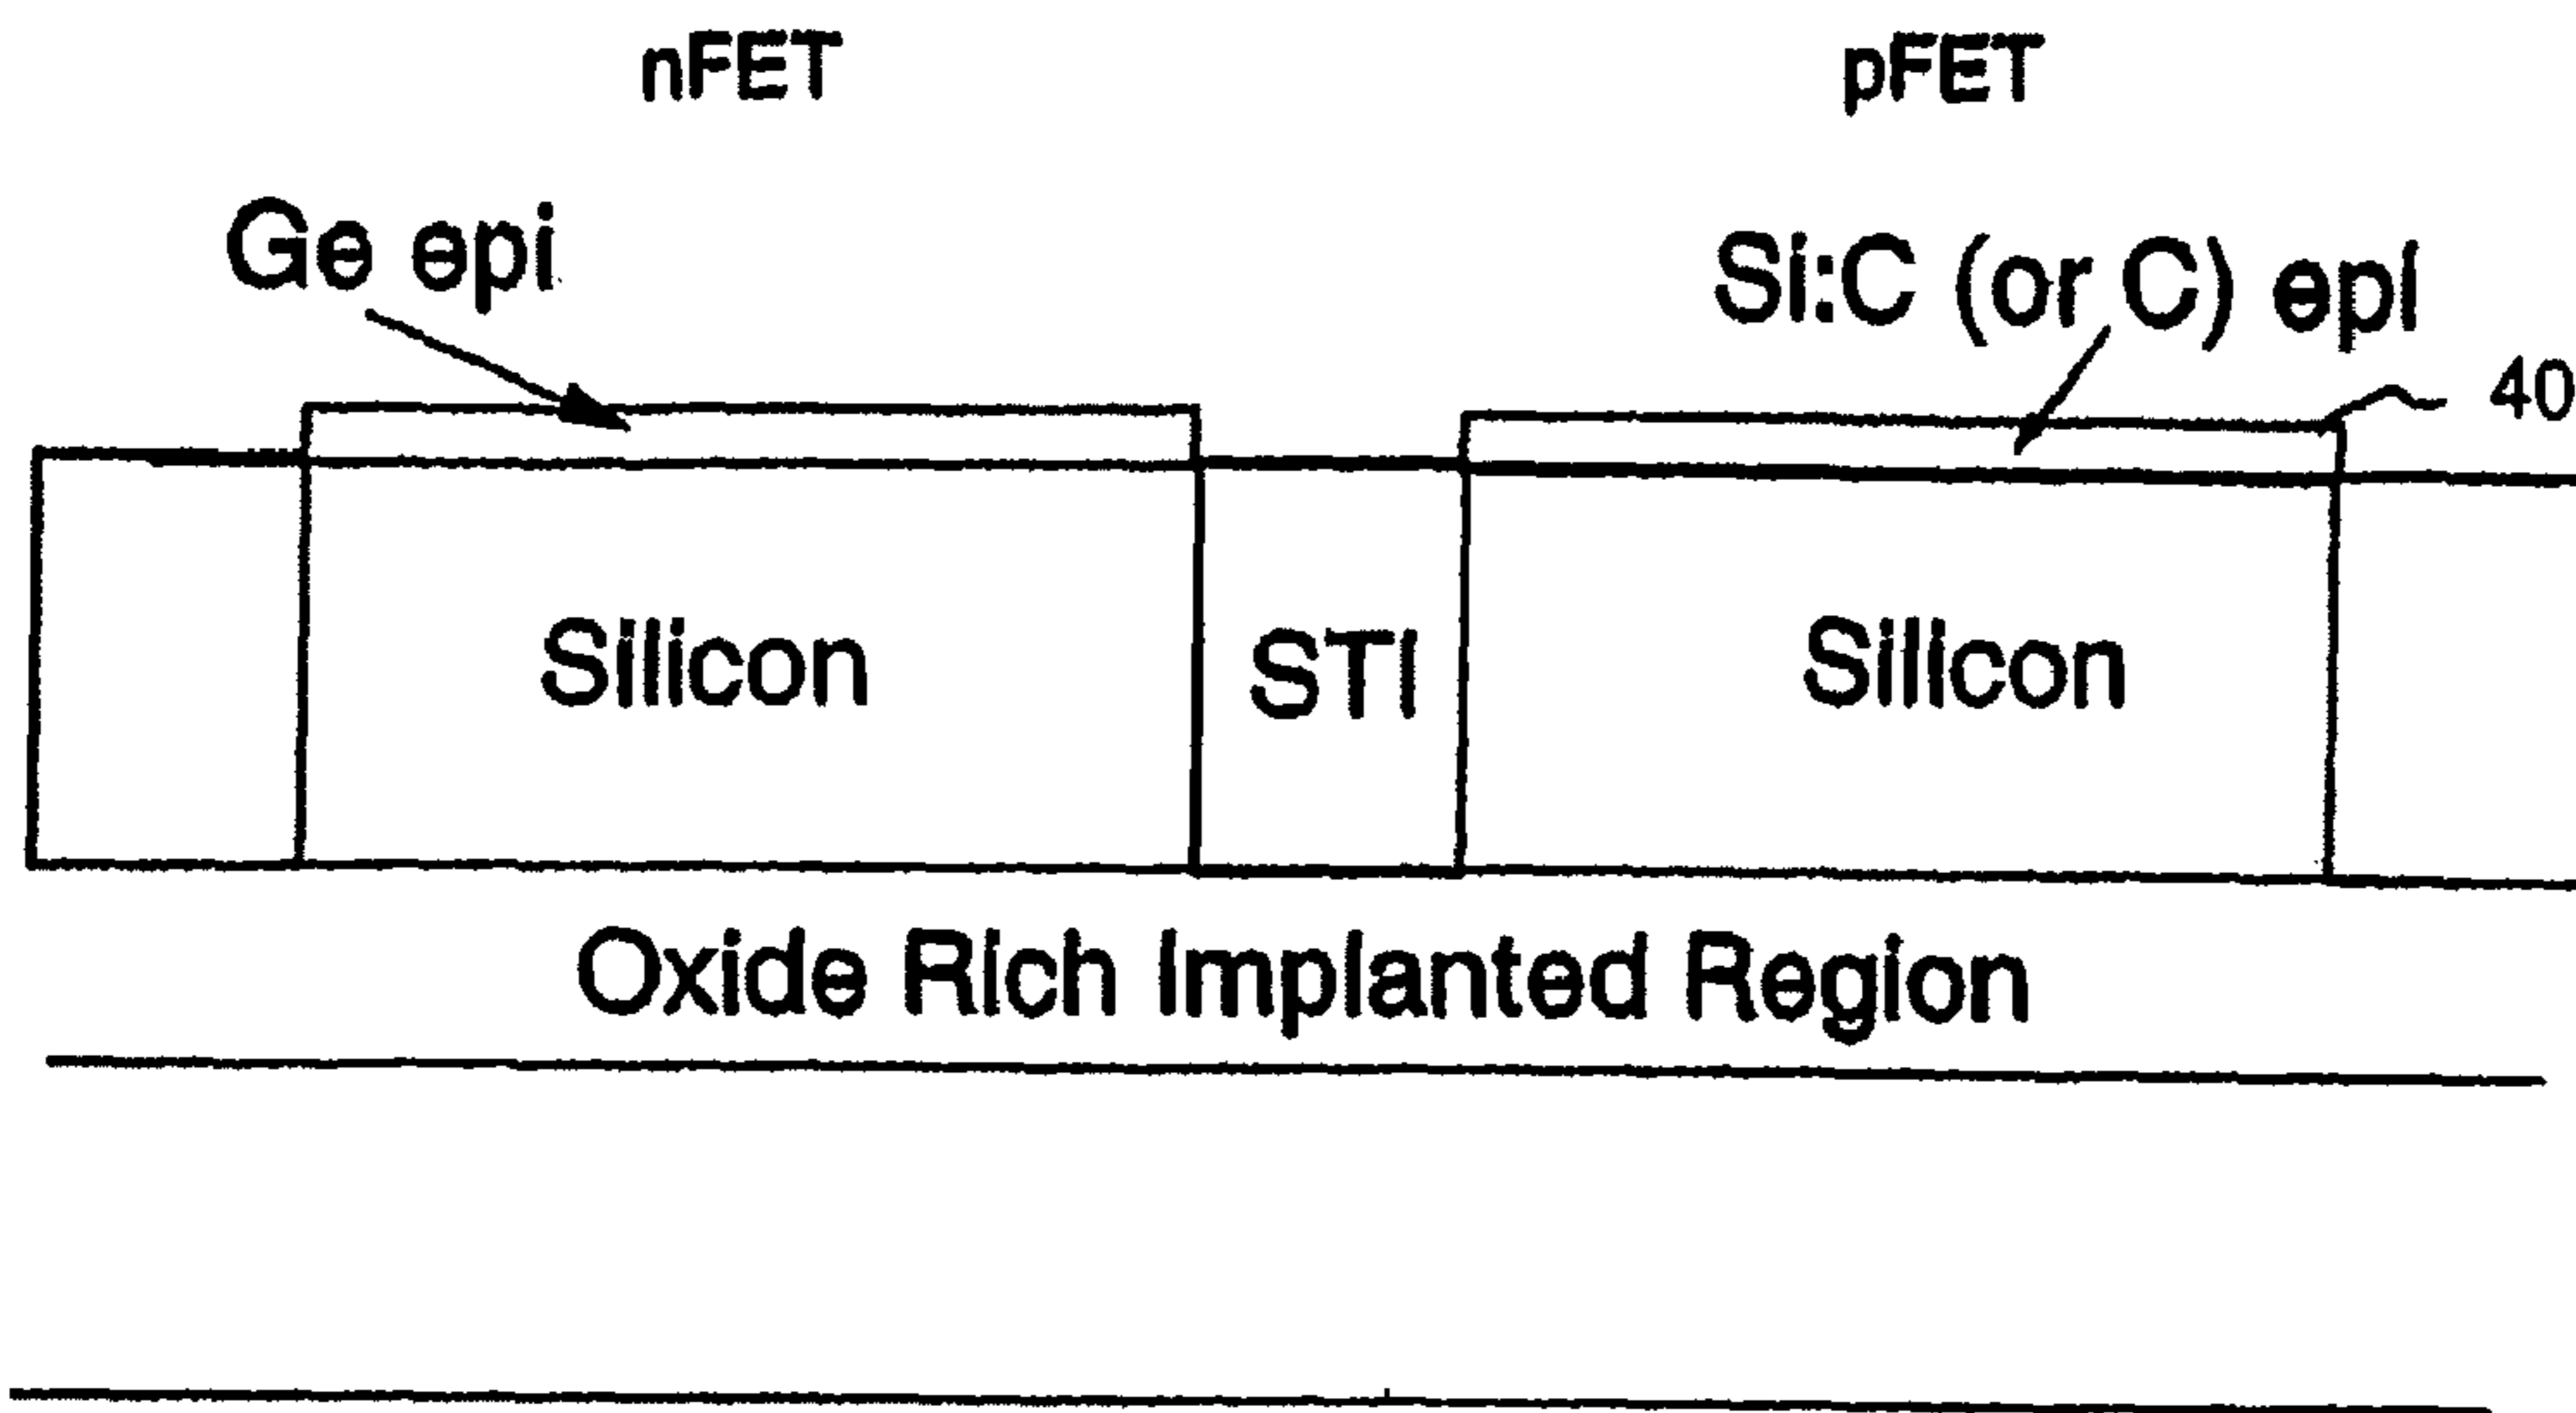 nFET
pFET
Ge epi
Si:C (or C) epi
40
Silicon
STI
Silicon
Oxide Rich Implanted Region